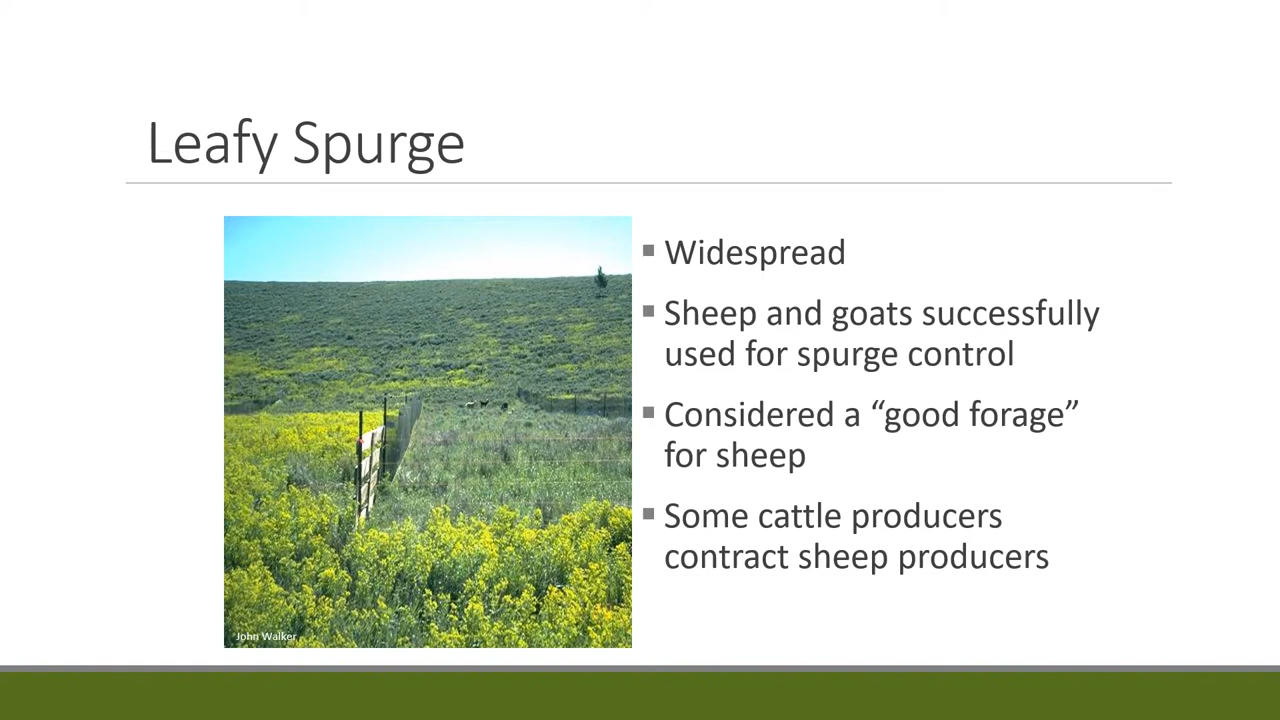 Leafy Spurge
▪ Widespread
▪ Sheep and goats successfully
used for spurge control
▪ Considered a “good forage”
for sheep
▪ Some cattle producers
contract sheep producers
John Walker